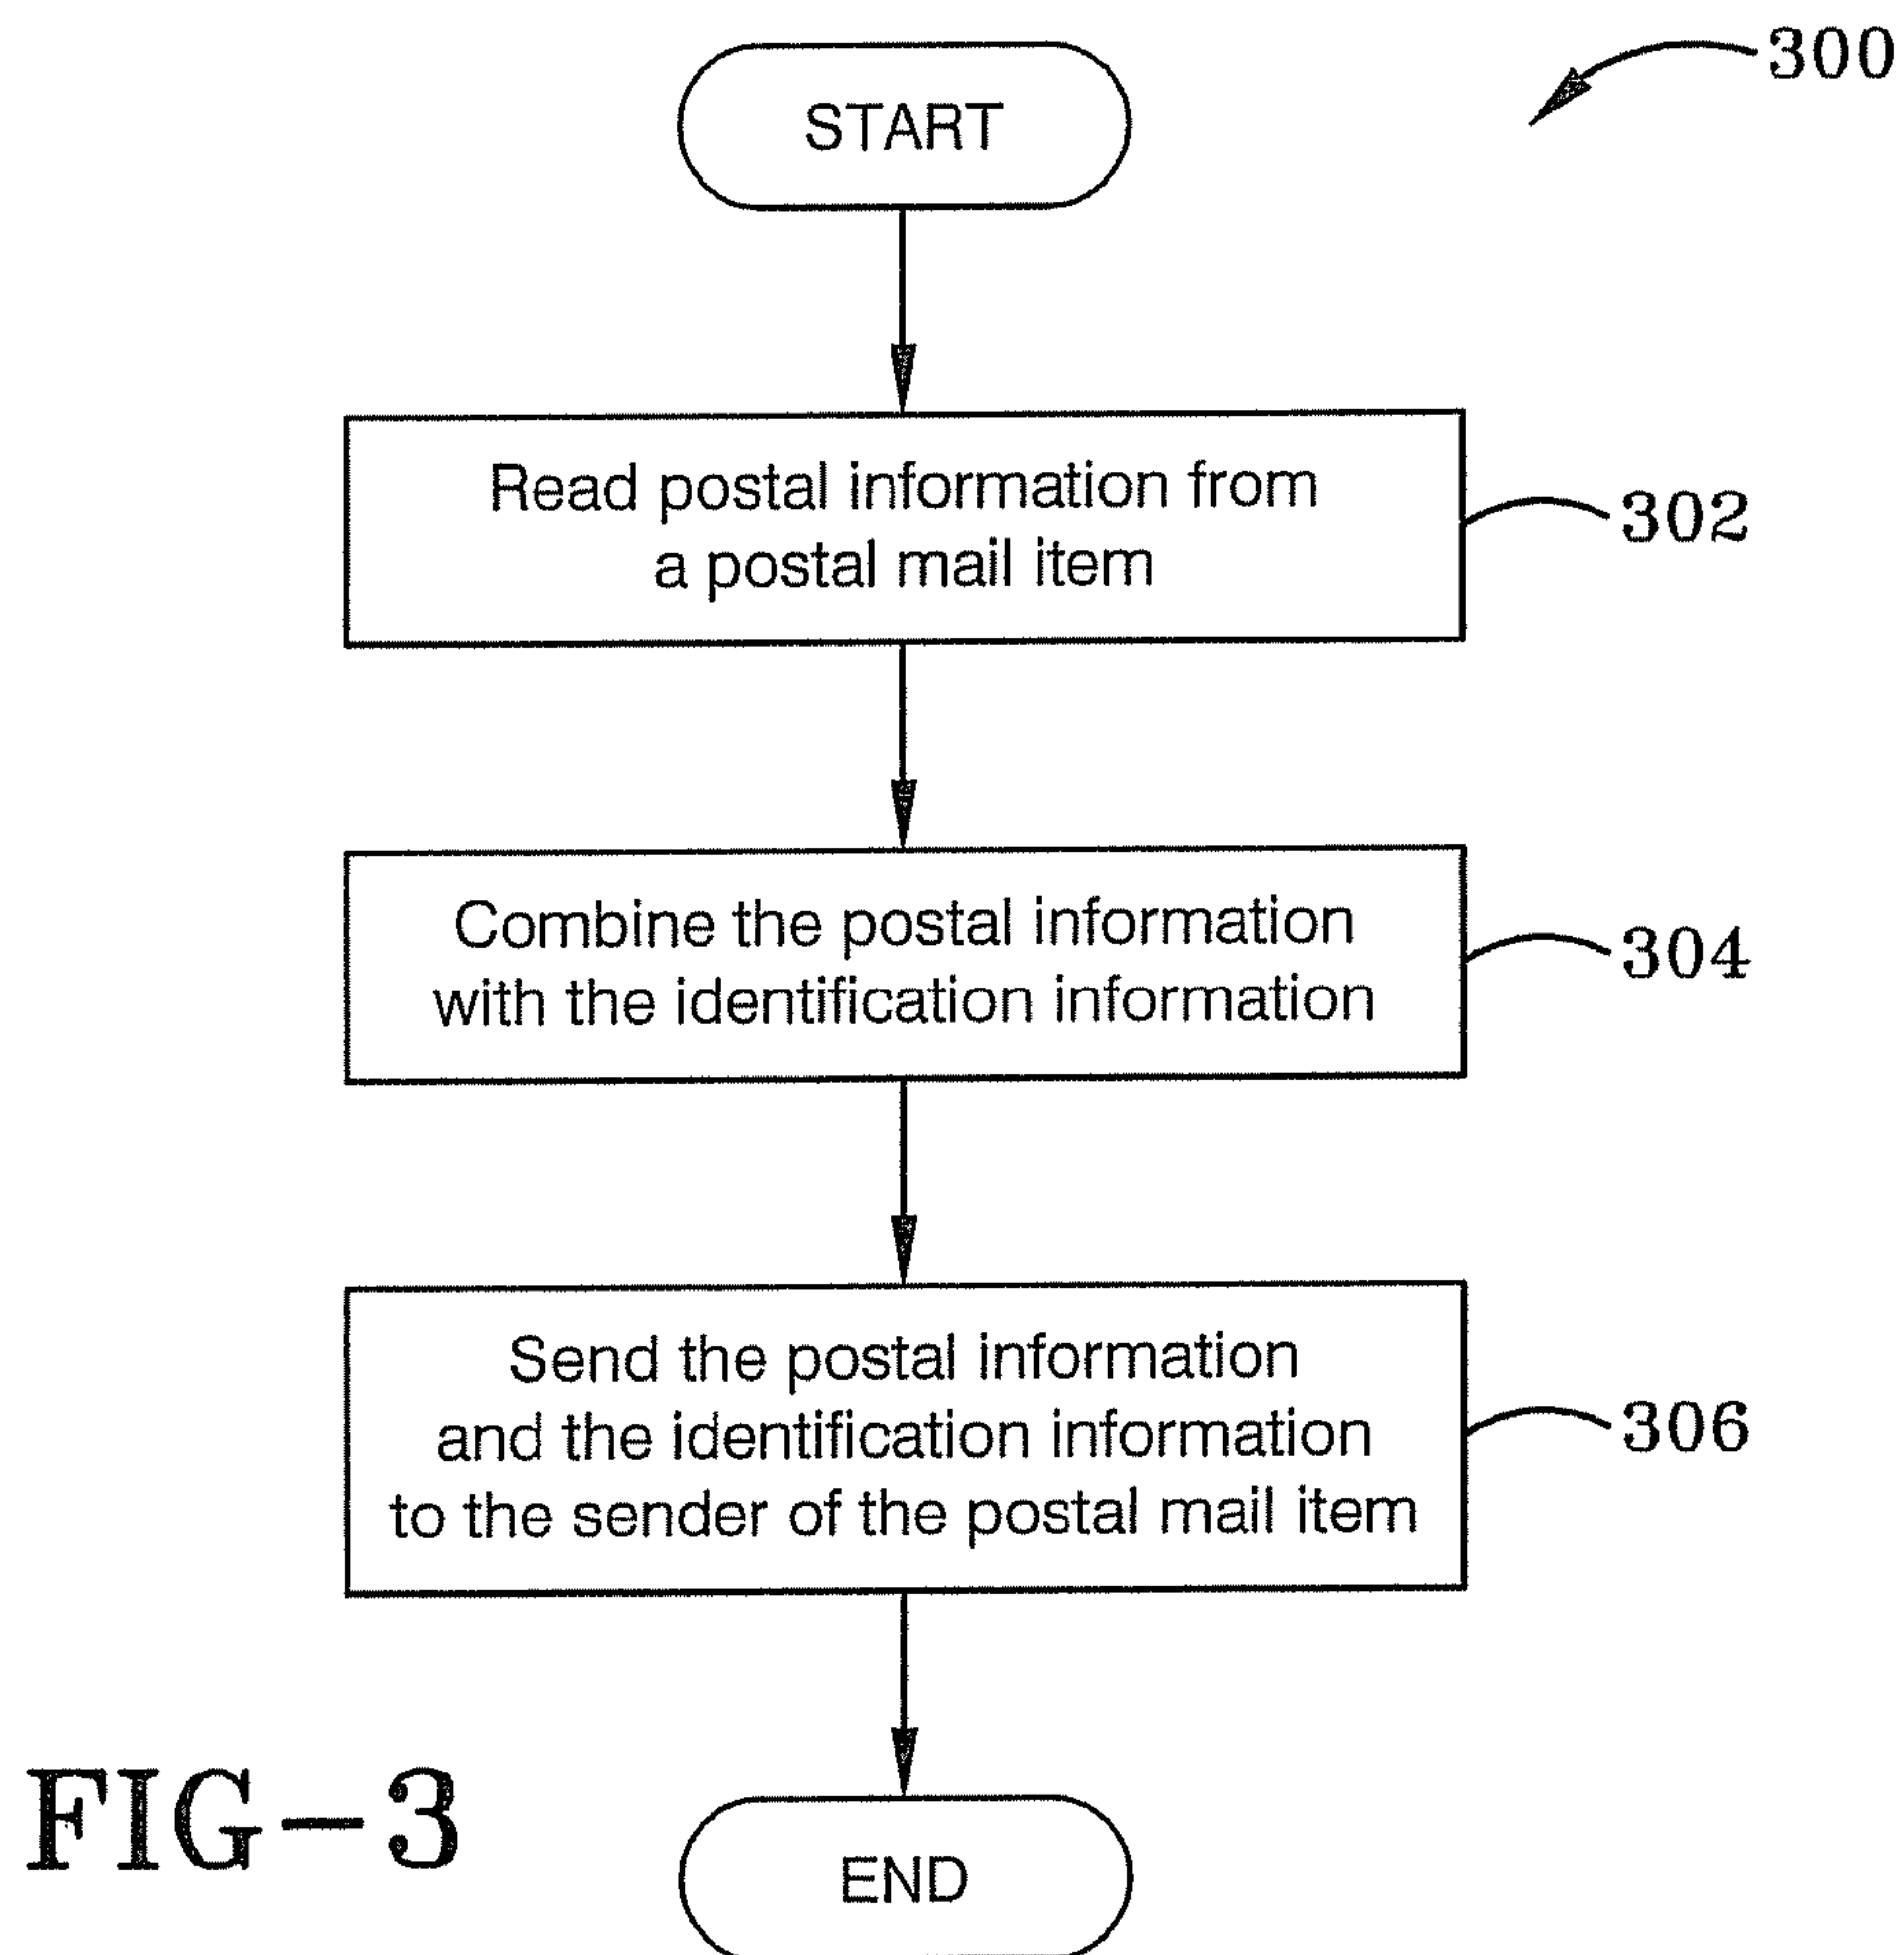 300
START
Read postal information from
a postal mail item
302
Combine the postal information
with the identification information
304
Send the postal information
and the identification information
to the sender of the postal mail item
306
FIG-3
END